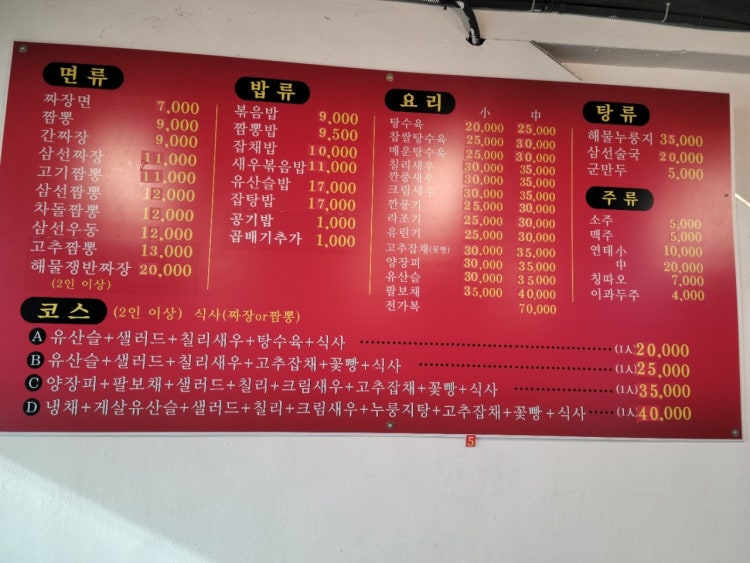 면류
짜장면 7,000
짬뽕 9,000
간짜장 9,000
삼선짜장 11,000
고기짬뽕 11,000
삼선짬뽕 12,000
차돌짬뽕 12,000
삼선우동 12,000
고추짬뽕 13,000
해물쟁반짜장 20,000
(2인 이상)
밥류
볶음밥 9,000
짬뽕밥 9,500
잡채밥 10,000
새우볶음밥 11,000
유산슬밥 17,000
잡탕밥 17,000
공기밥 1,000
곱배기추가 1,000
요리
小 中
탕수육 20,000 25,000
찹쌀탕수육 25,000 30,000
매운탕수육 25,000 30,000
칠리새우 30,000 35,000
깐풍새우 30,000 35,000
크림새우 30,000 35,000
깐풍기 25,000 30,000
라조기 25,000 30,000
유린기 25,000 30,000
고추잡채(꽃빵) 30,000 35,000
양장피 30,000 35,000
유산슬 30,000 35,000
팔보채 35,000 40,000
전가복 70,000
탕류
해물누룽지 35,000
삼선술국 20,000
군만두 5,000
주류
소주 5,000
맥주 5,000
연태小 10,000
中 20,000
칭따오 7,000
이과두주 4,000
코스 (2인 이상) 식사(짜장or짬뽕)
A 유산슬+샐러드+칠리새우+탕수육+식사 (1人) 20,000
B 유산슬+샐러드+칠리새우+고추잡채+꽃빵+식사 (1人) 25,000
C 양장피+팔보채+샐러드+칠리+크림새우+고추잡채+꽃빵+식사 (1人) 35,000
D 냉채+게살유산슬+샐러드+칠리+크림새우+누룽지탕+고추잡채+꽃빵+식사 (1人) 40,000
5